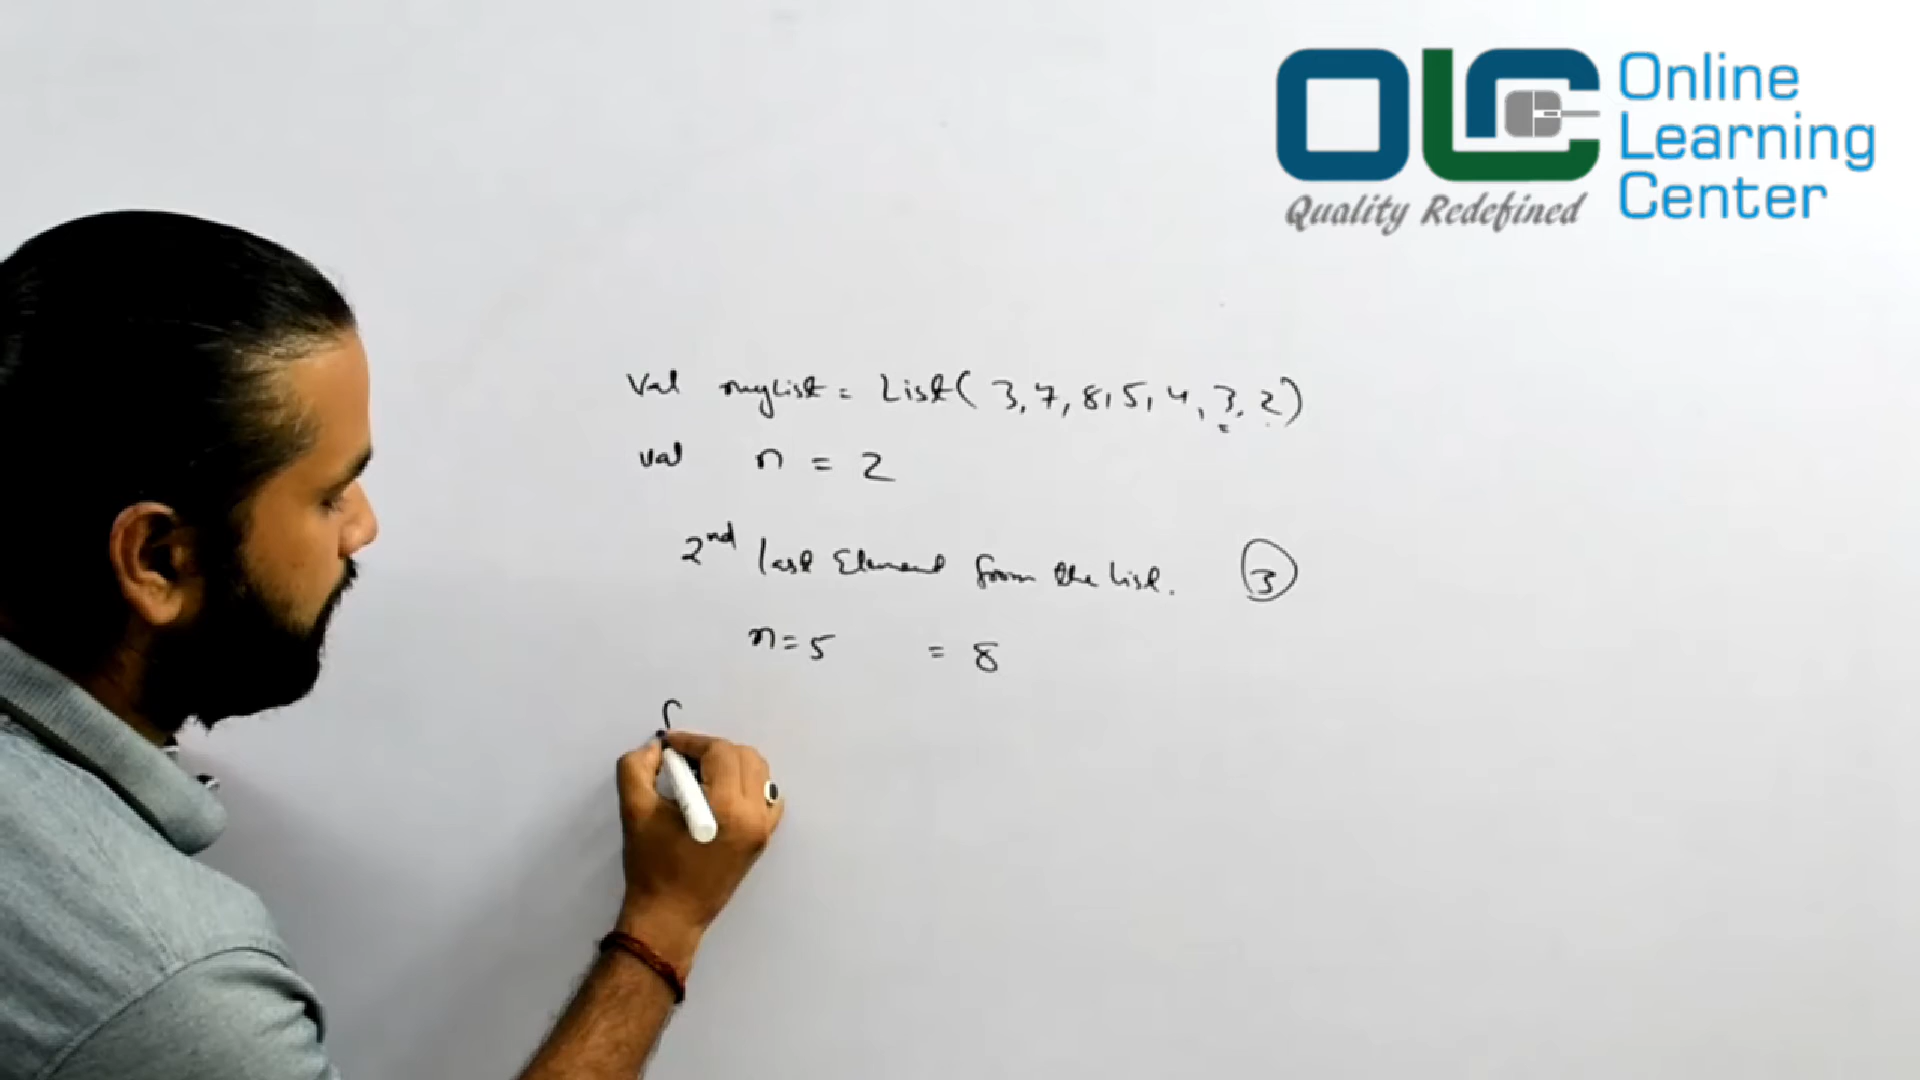 OLC Online
Learning
Center
Quality Redefined
Val mylist = List( 3, 7, 8, 5, 4, 3, 2)
val n = 2
2nd last Element from the list. 3
n = 5 = 8